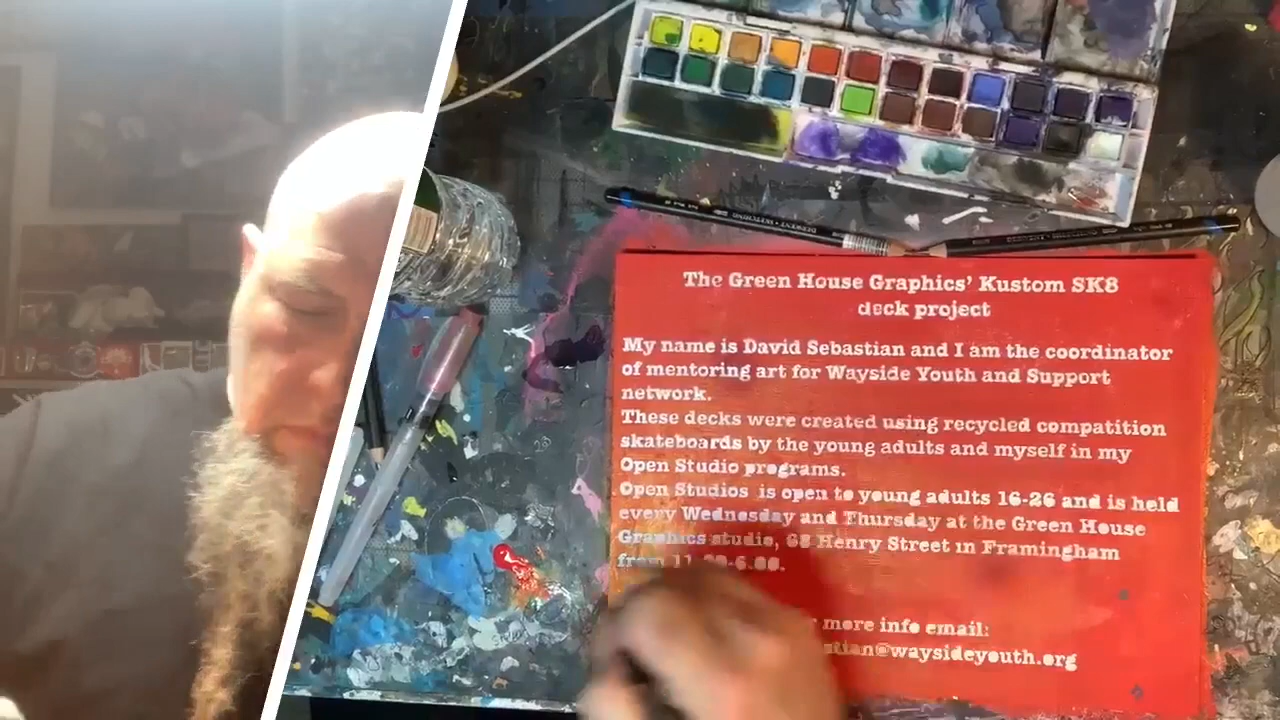 The Green House Graphics' Kustom SK8
deck project
My name is David Sebastian and I am the coordinator
of mentoring art for Wayside Youth and Support
network.
These decks were created using recycled compatition
skateboards by the young adults and myself in my
Open Studio programs.
Open Studios is open to young adults 16-26 and is held
every Wednesday and Thursday at the Green House
Graphics studio, 68 Henry Street in Framingham
from
more info email:
@waysideyouth.org